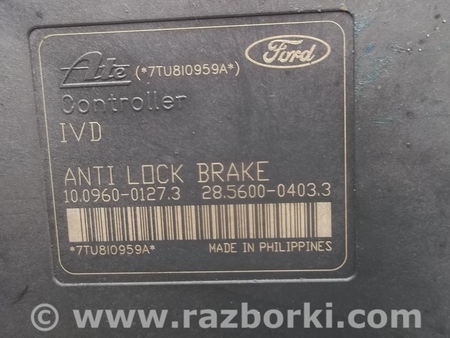 Ate (*7TU8I0959A*) Ford
Controller
IVD
ANTI LOCK BRAKE
10.0960-0127.3 28.5600-0403.3
*7TU8I0959A* MADE IN PHILIPPINES
© www.razborki.com